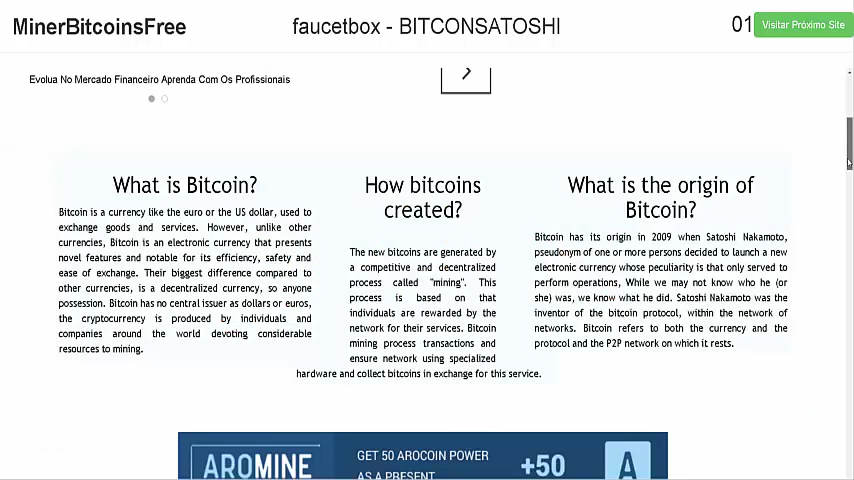 MinerBitcoinsFree
faucetbox - BITCONSATOSHI
01
Visitar Próximo Site
Evolua No Mercado Financeiro Aprenda Com Os Profissionais
What is Bitcoin?
Bitcoin is a currency like the euro or the US dollar, used to
exchange goods and services. However, unlike other
currencies, Bitcoin is an electronic currency that presents
novel features and notable for its efficiency, safety and
ease of exchange. Their biggest difference compared to
other currencies, is a decentralized currency, so anyone
possession. Bitcoin has no central issuer as dollars or euros,
the cryptocurrency is produced by individuals and
companies around the world devoting considerable
resources to mining.
How bitcoins
created?
The new bitcoins are generated by
a competitive and decentralized
process called "mining". This
process is based on that
individuals are rewarded by the
network for their services. Bitcoin
mining process transactions and
ensure network using specialized
hardware and collect bitcoins in exchange for this service.
What is the origin of
Bitcoin?
Bitcoin has its origin in 2009 when Satoshi Nakamoto,
pseudonym of one or more persons decided to launch a new
electronic currency whose peculiarity is that only served to
perform operations, While we may not know who he (or
she) was, we know what he did. Satoshi Nakamoto was the
inventor of the bitcoin protocol, within the network of
networks. Bitcoin refers to both the currency and the
protocol and the P2P network on which it rests.
AROMINE
GET 50 AROCOIN POWER
AS A PRESENT
+50
A